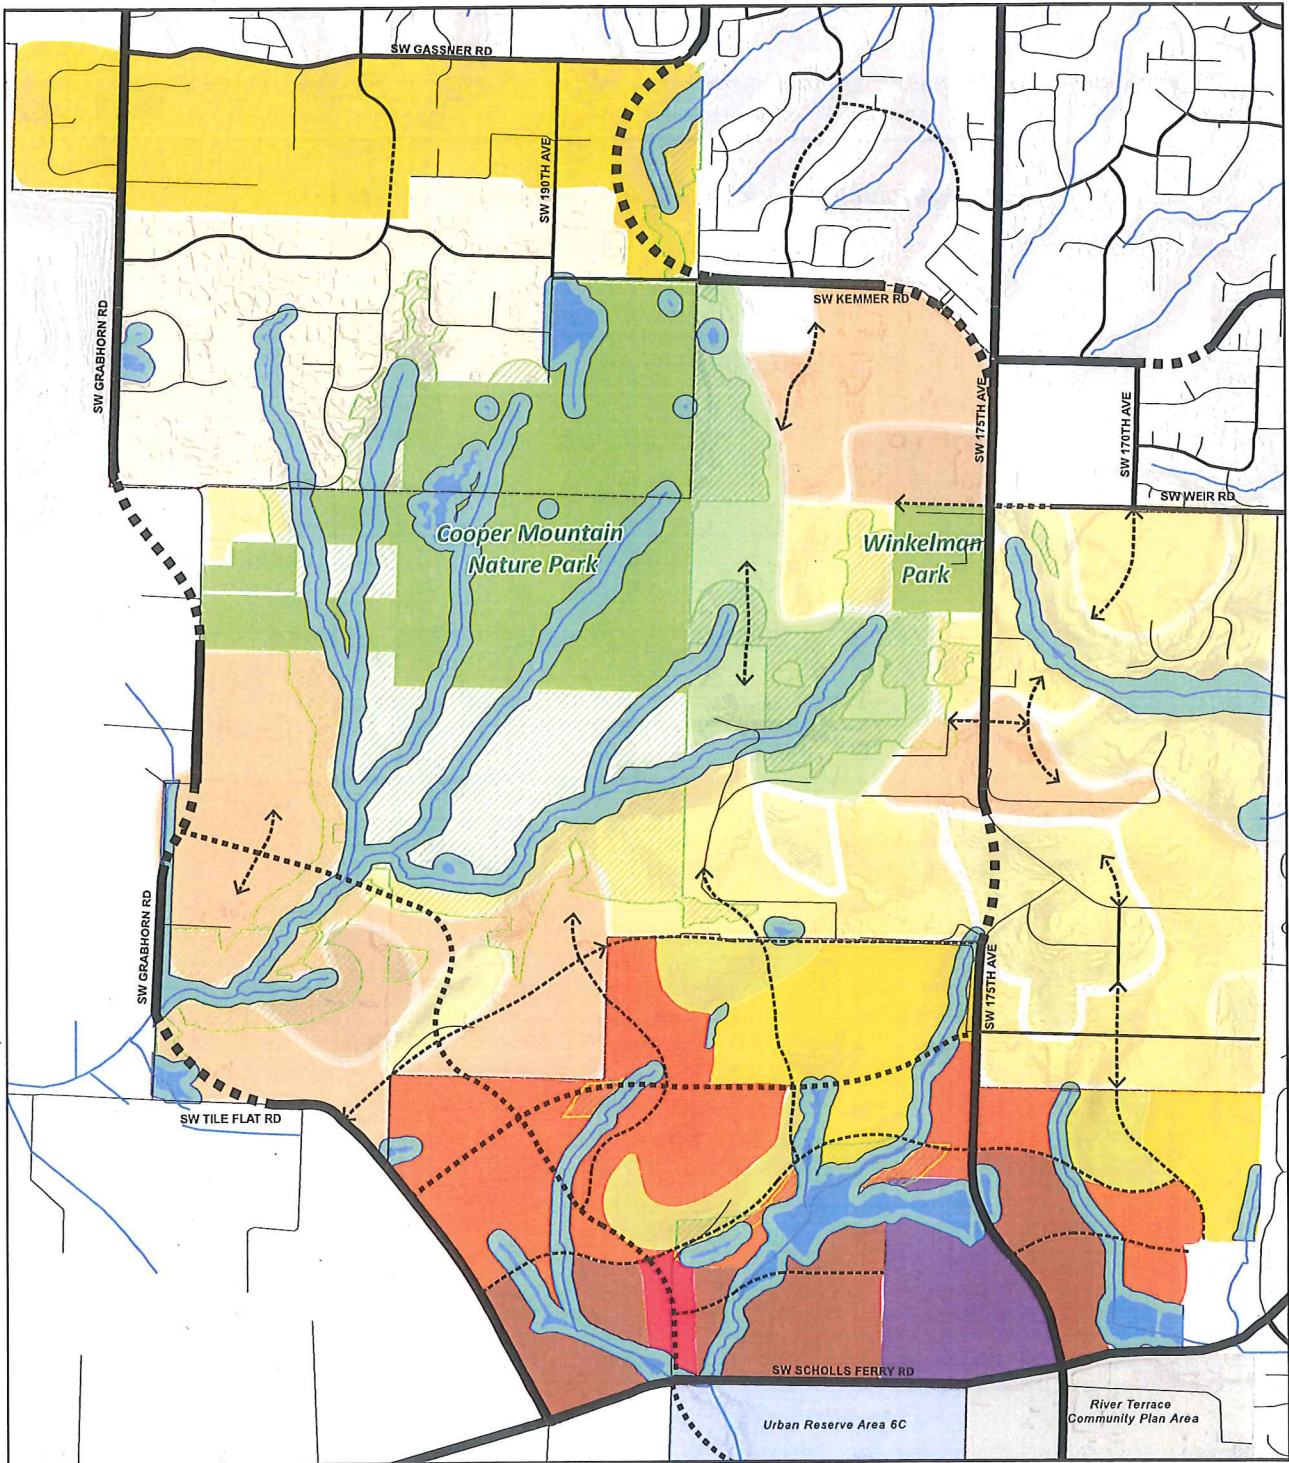 SW GASSNER RD
SW 190TH AVE
SW KEMMER RD
SW GRABHORN RD
SW 175TH AVE
SW 170TH AVE
SW WEIR RD
Cooper Mountain
Nature Park
Winkelman
Park
SW GRABHORN RD
SW 175TH AVE
SW TILE FLAT RD
SW SCHOLLS FERRY RD
Urban Reserve Area 6C
River Terrace
Community Plan Area